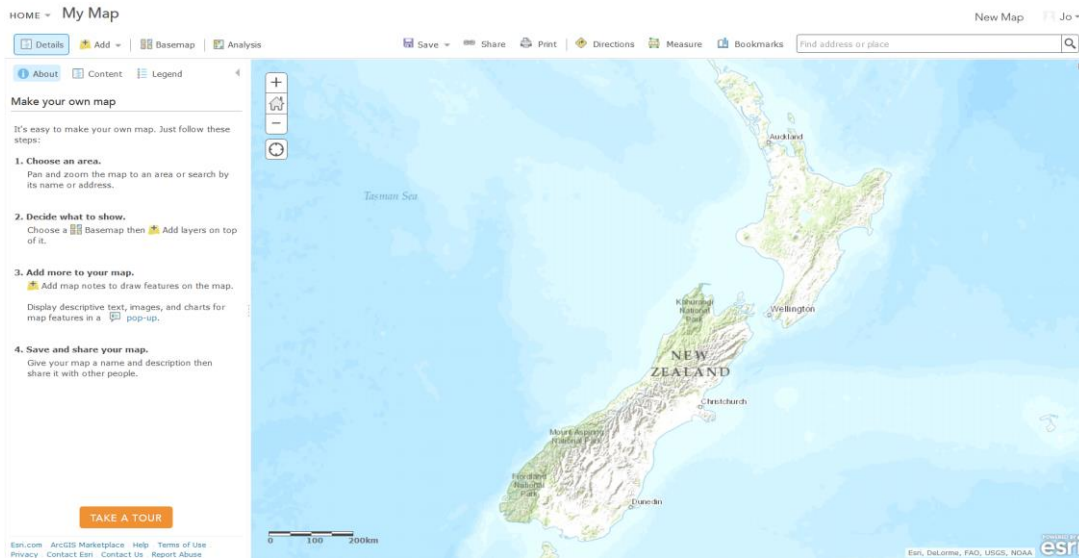 HOME My Map
New Map Jo
Details Add Basemap Analysis
Save Share Print Directions Measure Bookmarks Find address or place
About Content Legend
Make your own map
It's easy to make your own map. Just follow these
steps:
1. Choose an area.
Pan and zoom the map to an area or search by
its name or address.
2. Decide what to show.
Choose a Basemap then Add layers on top
of it.
3. Add more to your map.
Add map notes to draw features on the map.
Display descriptive text, images, and charts for
map features in a pop-up.
4. Save and share your map.
Give your map a name and description then
share it with other people.
TAKE A TOUR
Esri.com ArcGIS Marketplace Help Terms of Use
Privacy Contact Esri Contact Us Report Abuse
Auckland
Tasman Sea
Kahurangi
National
Park
Wellington
NEW
ZEALAND
Christchurch
Mount Aspiring
National Park
Fiordland
National
Park
Dunedin
0 100 200km
Esri, DeLorme, FAO, USGS, NOAA
POWERED BY
esri